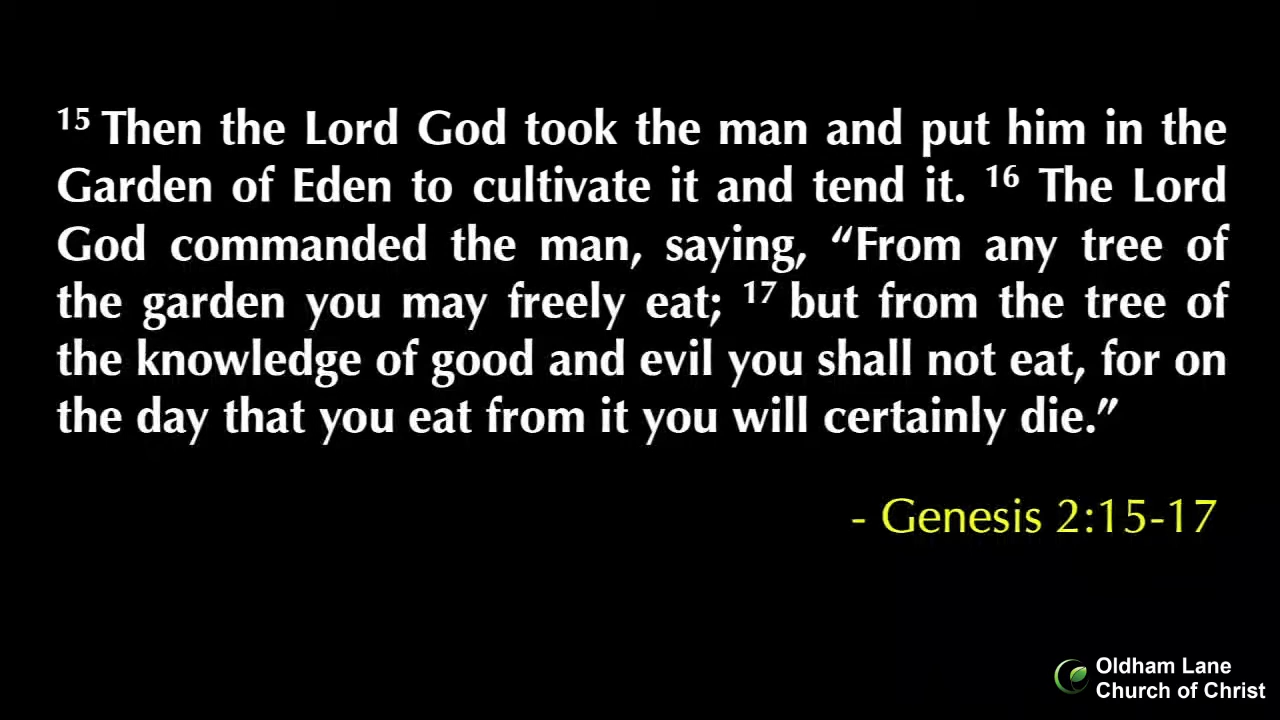 15 Then the Lord God took the man and put him in the
Garden of Eden to cultivate it and tend it. 16 The Lord
God commanded the man, saying, “From any tree of
the garden you may freely eat; 17 but from the tree of
the knowledge of good and evil you shall not eat, for on
the day that you eat from it you will certainly die.”
- Genesis 2:15-17
Oldham Lane
Church of Christ